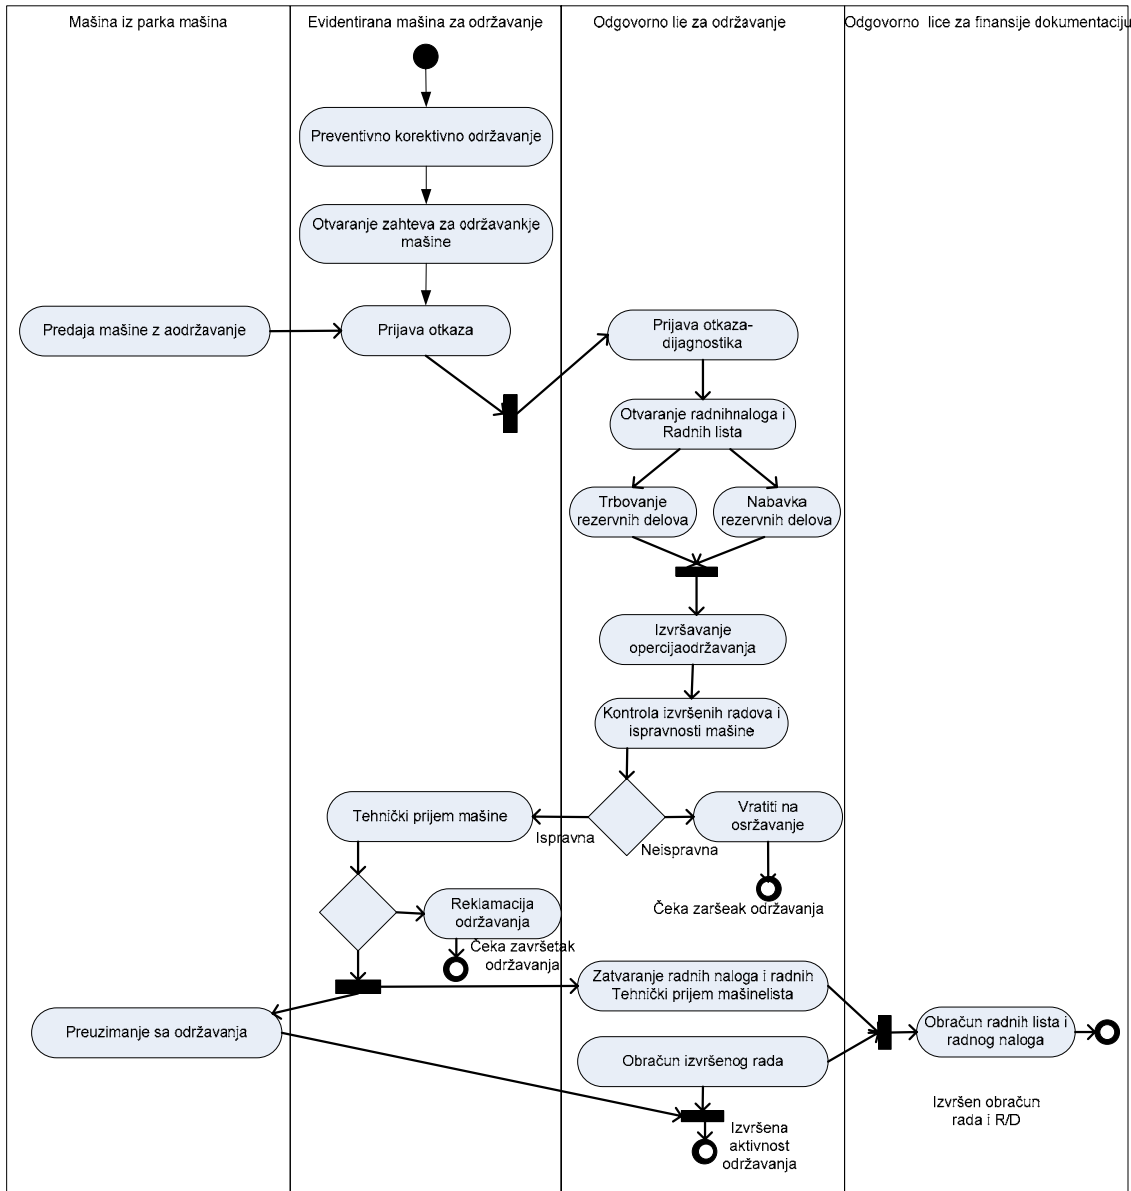 Mašina iz parka mašina
Evidentirana mašina za održavanje
Odgovorno lie za održavanje
Odgovorno lice za finansije dokumentaciju
Preventivno korektivno održavanje
Otvaranje zahteva za održavankje
mašine
Predaja mašine z aodržavanje
Prijava otkaza
Prijava otkaza-
dijagnostika
Otvaranje radnihnaloga i
Radnih lista
Trbovanje
rezervnih delova
Nabavka
rezervnih delova
Izvršavanje
opercijaodržavanja
Kontrola izvršenih radova i
ispravnosti mašine
Tehnički prijem mašine
Ispravna
Neispravna
Vratiti na
osržavanje
Čeka zaršeak održavanja
Reklamacija
održavanja
Čeka završetak
održavanja
Zatvaranje radnih naloga i radnih
Tehnički prijem mašinelista
Preuzimanje sa održavanja
Obračun radnih lista i
radnog naloga
Obračun izvršenog rada
Izvršen obračun
rada i R/D
Izvršena
aktivnost
održavanja